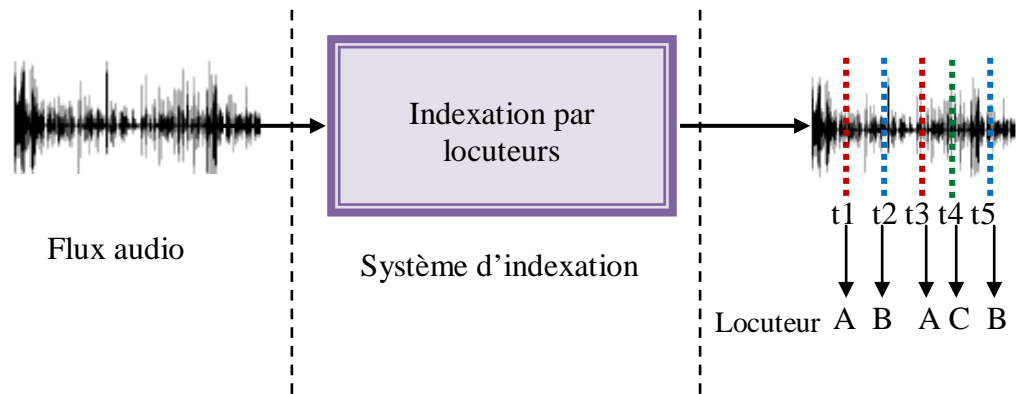 Flux audio
Indexation par
locuteurs
Système d’indexation
t1 t2 t3 t4 t5
Locuteur A B A C B